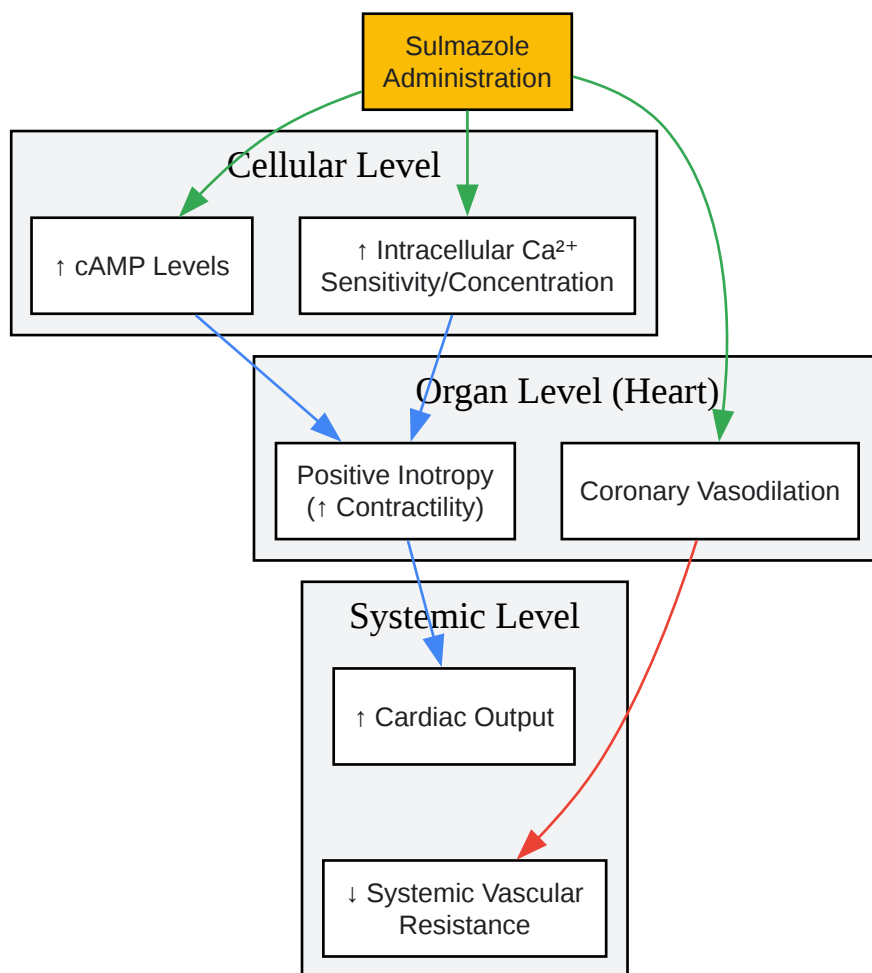 Sulmazole
Administration
Cellular Level
↑ cAMP Levels
↑ Intracellular Ca²⁺
Sensitivity/Concentration
Organ Level (Heart)
Positive Inotropy
(↑ Contractility)
Coronary Vasodilation
Systemic Level
↑ Cardiac Output
↓ Systemic Vascular
Resistance